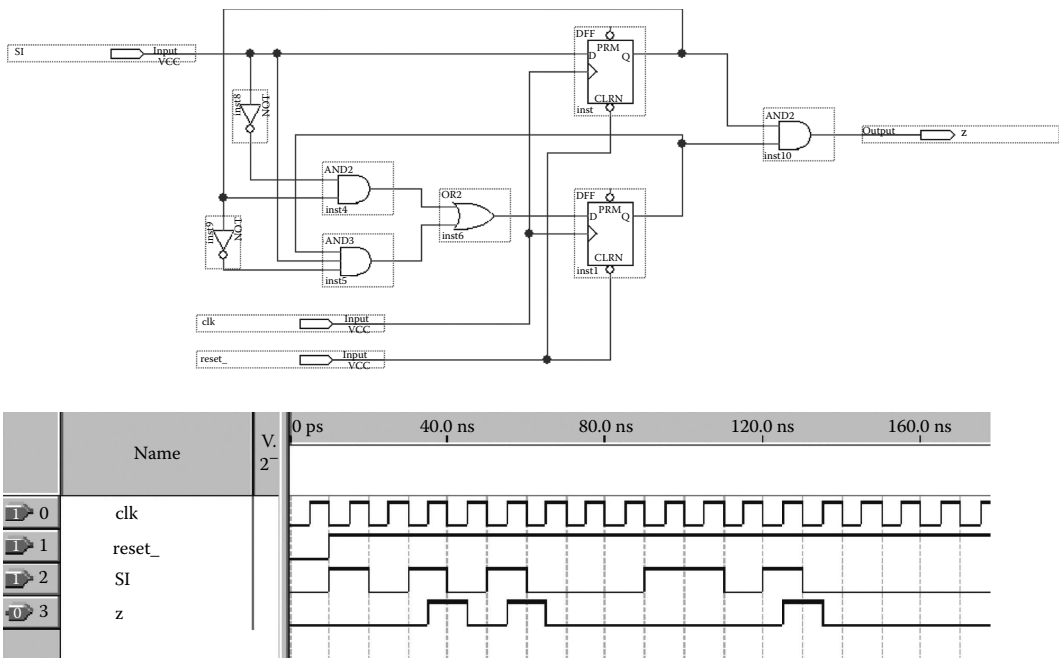 DFF
PRM
SI
Input
VCC
D
Q
CLRN
inst
inst8
NOT
AND2
Output
z
inst10
AND2
inst4
OR2
inst6
DFF
PRM
D
Q
CLRN
inst1
inst9
NOT
AND3
inst5
clk
Input
VCC
reset_
Input
VCC
Name
V.
2
0 ps
40.0 ns
80.0 ns
120.0 ns
160.0 ns
I 0
clk
I 1
reset_
I 2
SI
0 3
z